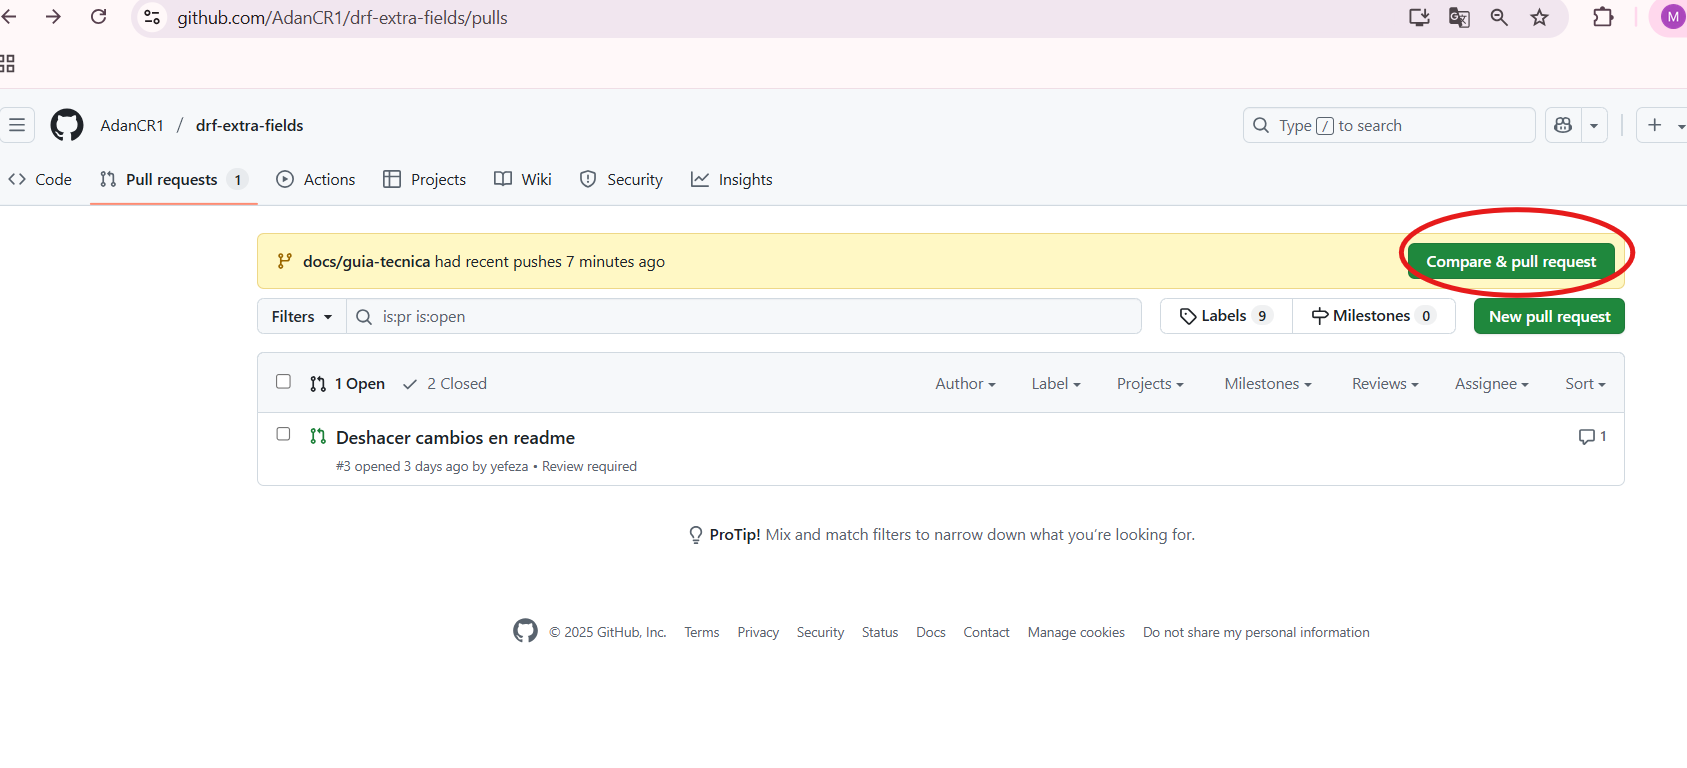 github.com/AdanCR1/drf-extra-fields/pulls
M
AdanCR1 / drf-extra-fields
Type / to search
Code
Pull requests 1
Actions
Projects
Wiki
Security
Insights
docs/guia-tecnica had recent pushes 7 minutes ago
Compare & pull request
Filters
is:pr is:open
Labels 9
Milestones 0
New pull request
1 Open
2 Closed
Author
Label
Projects
Milestones
Reviews
Assignee
Sort
Deshacer cambios en readme
1
#3 opened 3 days ago by yefeza • Review required
ProTip! Mix and match filters to narrow down what you’re looking for.
© 2025 GitHub, Inc. Terms Privacy Security Status Docs Contact Manage cookies Do not share my personal information